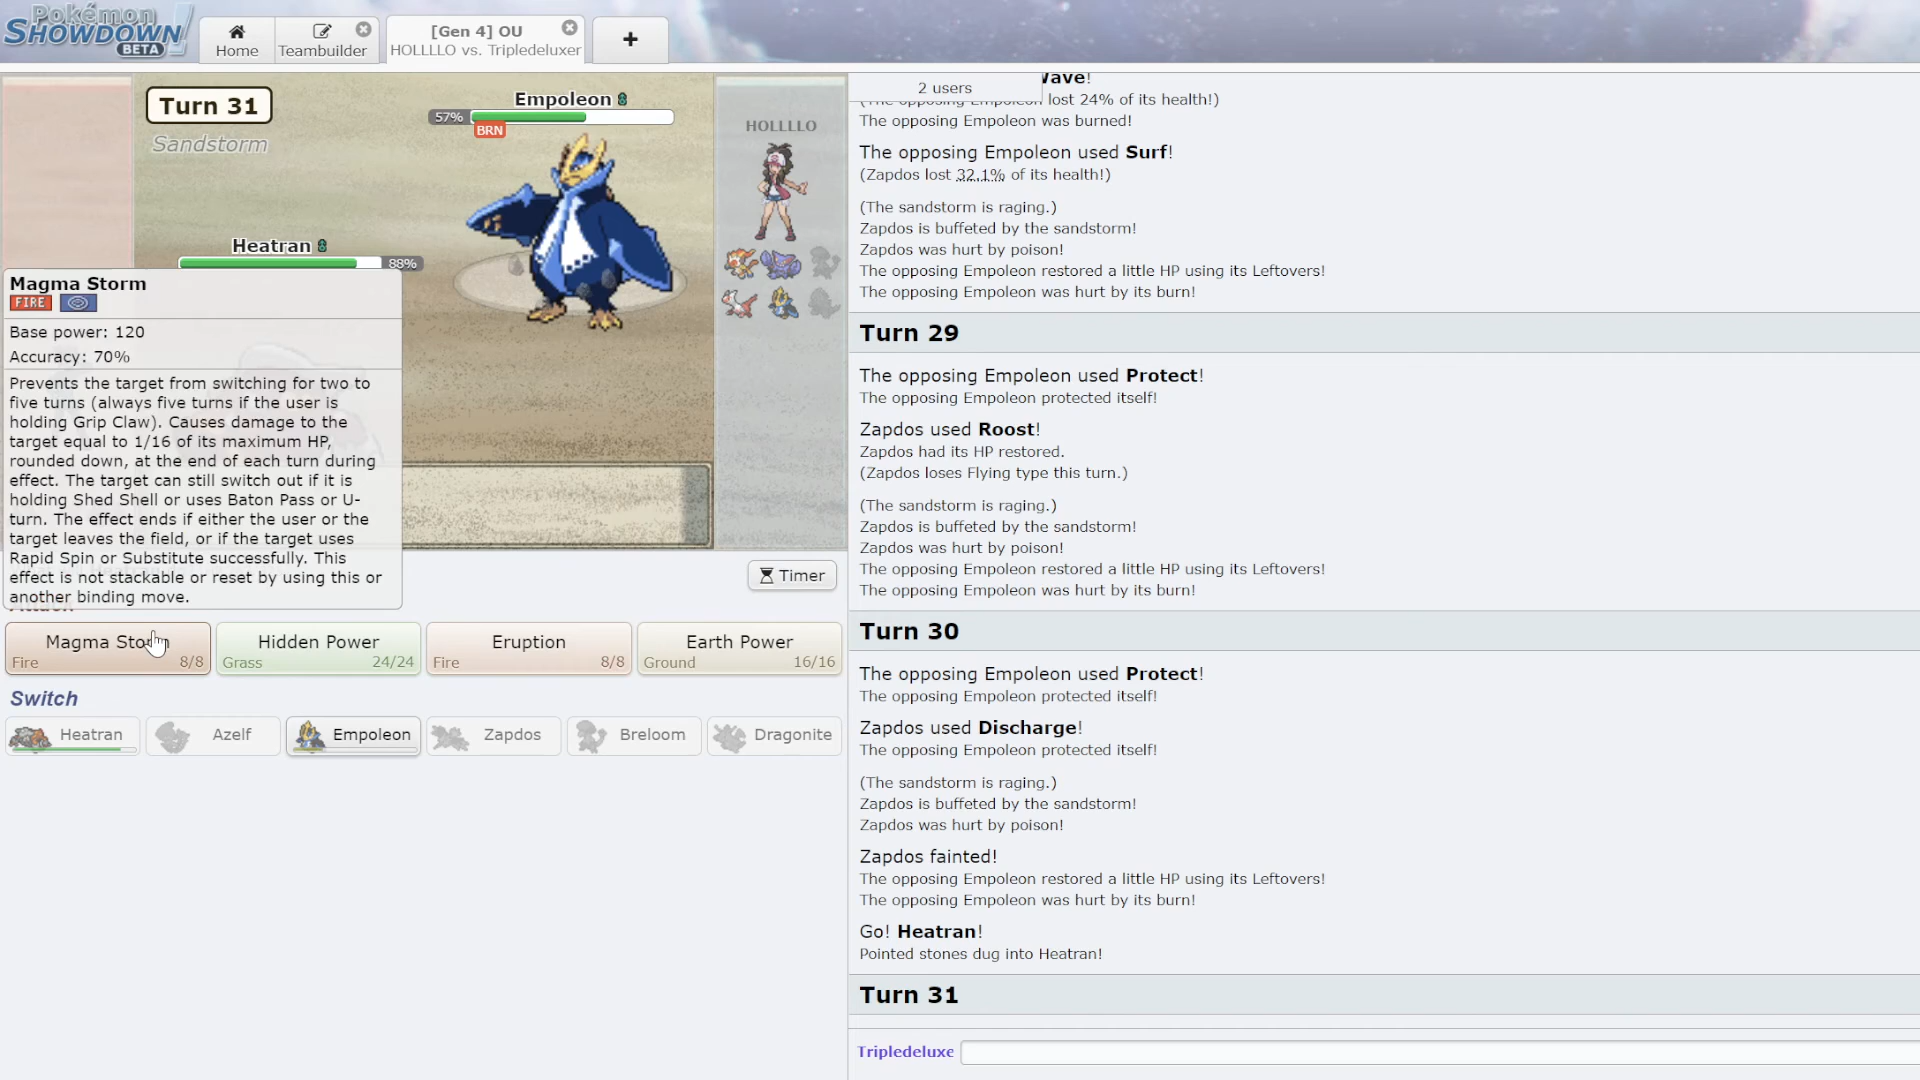 Pokémon
SHOWDOWN!
BETA
Home
Teambuilder
[Gen 4] OU
HOLLLLO vs. Tripledeluxer
+
Turn 31
Sandstorm
Empoleon
57%
BRN
Heatran
88%
HOLLLLO
Magma Storm
FIRE
Base power: 120
Accuracy: 70%
Prevents the target from switching for two to
five turns (always five turns if the user is
holding Grip Claw). Causes damage to the
target equal to 1/16 of its maximum HP,
rounded down, at the end of each turn during
effect. The target can still switch out if it is
holding Shed Shell or uses Baton Pass or U-
turn. The effect ends if either the user or the
target leaves the field, or if the target uses
Rapid Spin or Substitute successfully. This
effect is not stackable or reset by using this or
another binding move.
Timer
Attack
Magma Storm
Fire 8/8
Hidden Power
Grass 24/24
Eruption
Fire 8/8
Earth Power
Ground 16/16
Switch
Heatran
Azelf
Empoleon
Zapdos
Breloom
Dragonite
2 users
Wave!
(The opposing Empoleon lost 24% of its health!)
The opposing Empoleon was burned!
The opposing Empoleon used Surf!
(Zapdos lost 32.1% of its health!)
(The sandstorm is raging.)
Zapdos is buffeted by the sandstorm!
Zapdos was hurt by poison!
The opposing Empoleon restored a little HP using its Leftovers!
The opposing Empoleon was hurt by its burn!
Turn 29
The opposing Empoleon used Protect!
The opposing Empoleon protected itself!
Zapdos used Roost!
Zapdos had its HP restored.
(Zapdos loses Flying type this turn.)
(The sandstorm is raging.)
Zapdos is buffeted by the sandstorm!
Zapdos was hurt by poison!
The opposing Empoleon restored a little HP using its Leftovers!
The opposing Empoleon was hurt by its burn!
Turn 30
The opposing Empoleon used Protect!
The opposing Empoleon protected itself!
Zapdos used Discharge!
The opposing Empoleon protected itself!
(The sandstorm is raging.)
Zapdos is buffeted by the sandstorm!
Zapdos was hurt by poison!
Zapdos fainted!
The opposing Empoleon restored a little HP using its Leftovers!
The opposing Empoleon was hurt by its burn!
Go! Heatran!
Pointed stones dug into Heatran!
Turn 31
Tripledeluxe